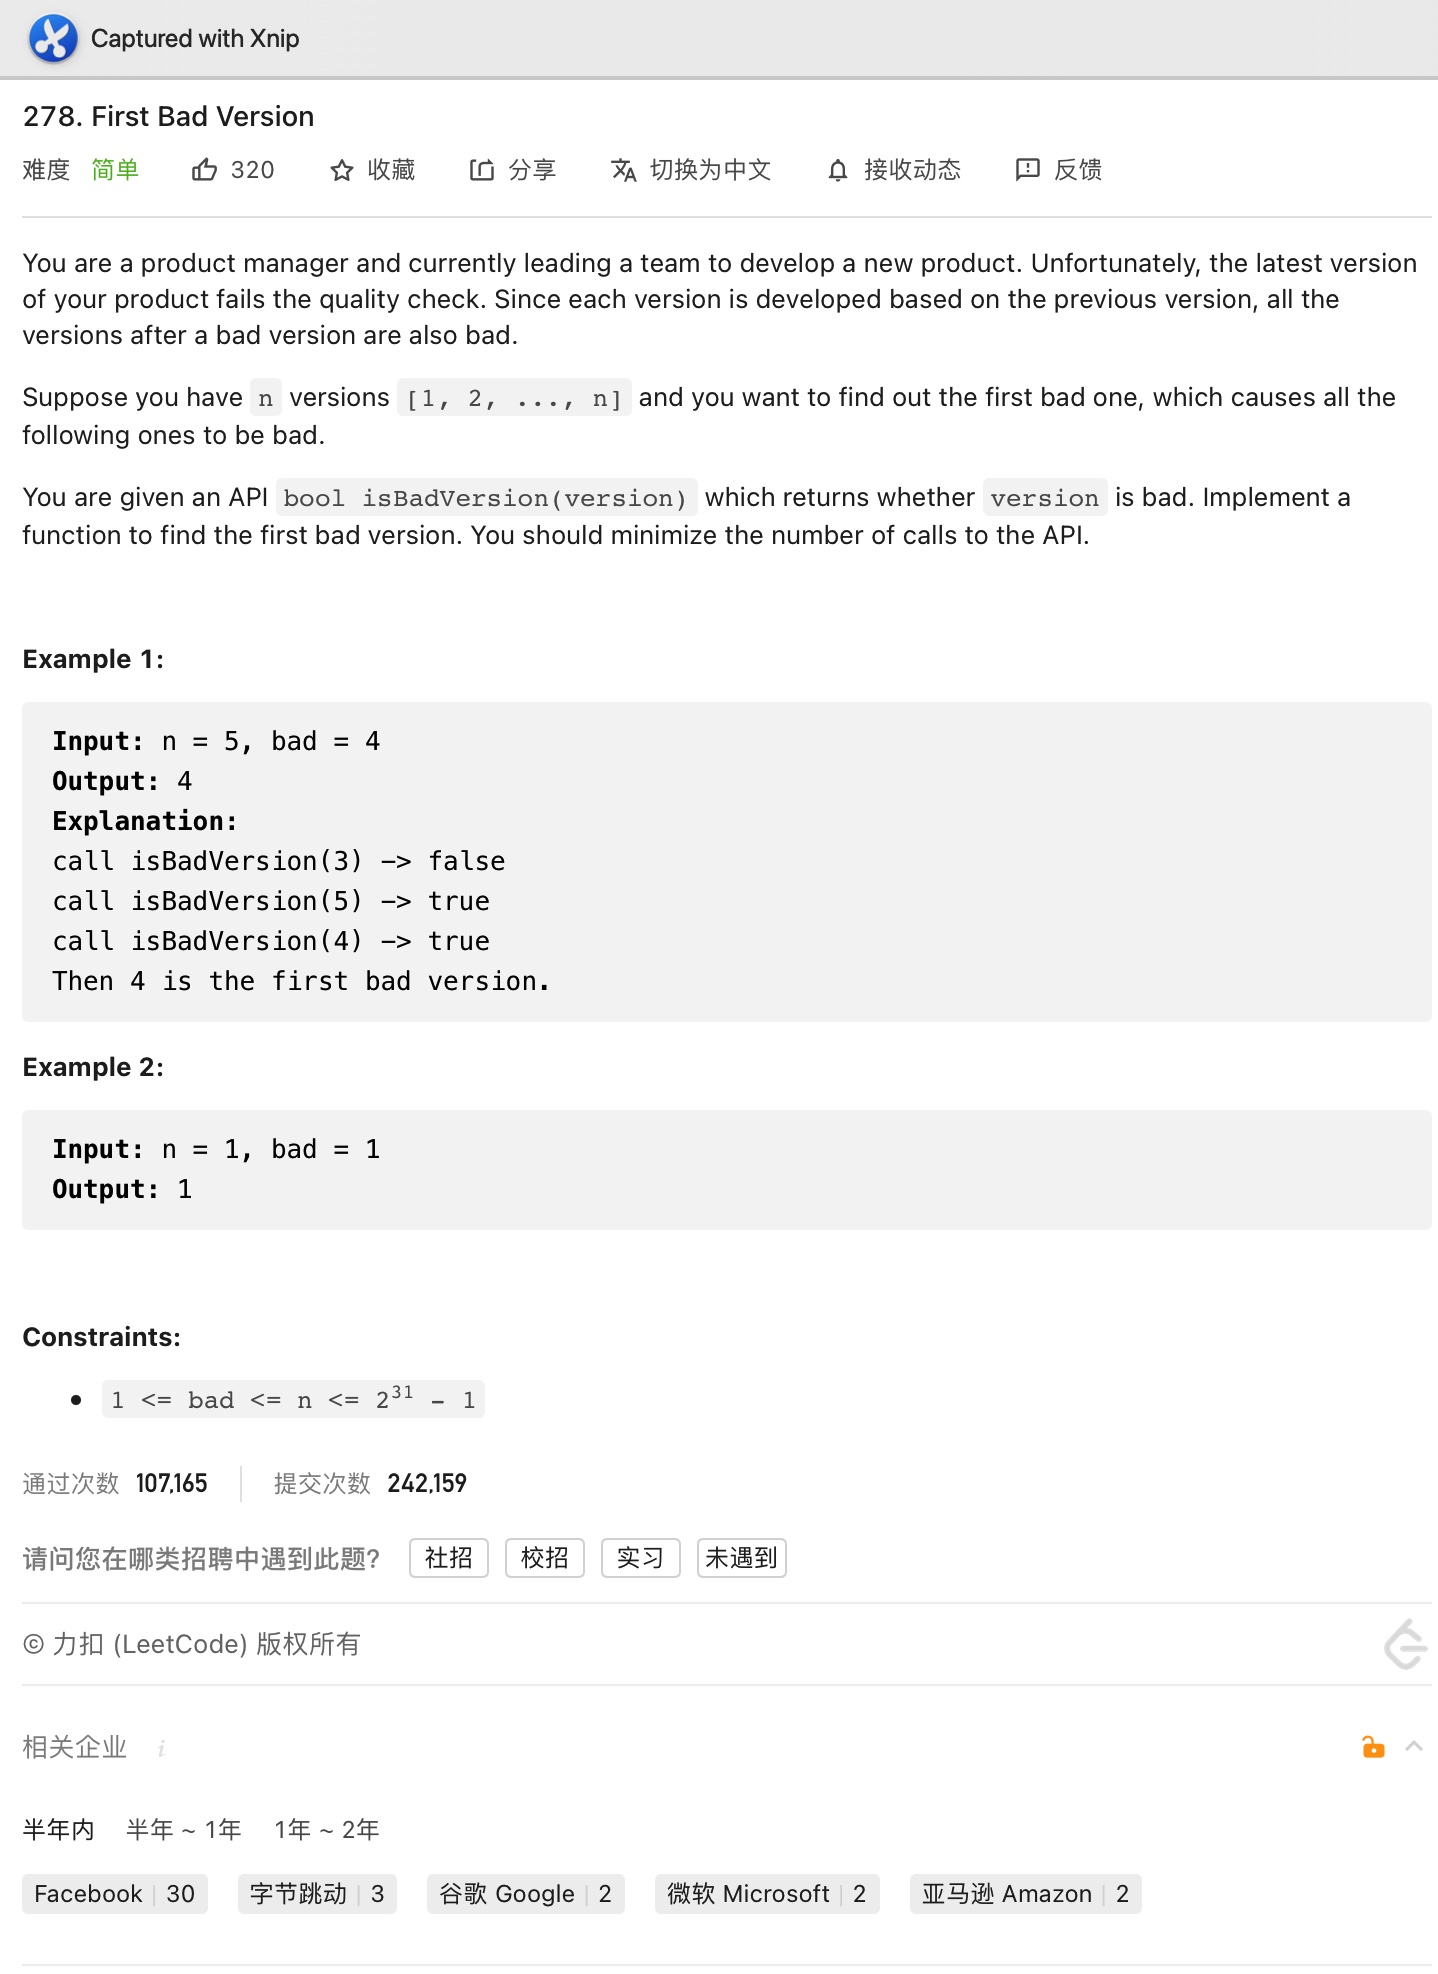 Captured with Xnip
278. First Bad Version
难度 简单 320 收藏 分享 切换为中文 接收动态 反馈
You are a product manager and currently leading a team to develop a new product. Unfortunately, the latest version
of your product fails the quality check. Since each version is developed based on the previous version, all the
versions after a bad version are also bad.
Suppose you have n versions [1, 2, ..., n] and you want to find out the first bad one, which causes all the
following ones to be bad.
You are given an API bool isBadVersion(version) which returns whether version is bad. Implement a
function to find the first bad version. You should minimize the number of calls to the API.
Example 1:
Input: n = 5, bad = 4
Output: 4
Explanation:
call isBadVersion(3) -> false
call isBadVersion(5) -> true
call isBadVersion(4) -> true
Then 4 is the first bad version.
Example 2:
Input: n = 1, bad = 1
Output: 1
Constraints:
• 1 <= bad <= n <= 2³¹ - 1
通过次数 107,165 提交次数 242,159
请问您在哪类招聘中遇到此题? 社招 校招 实习 未遇到
© 力扣 (LeetCode) 版权所有
相关企业 i
半年内 半年 ~ 1年 1年 ~ 2年
Facebook 30 字节跳动 3 谷歌 Google 2 微软 Microsoft 2 亚马逊 Amazon 2